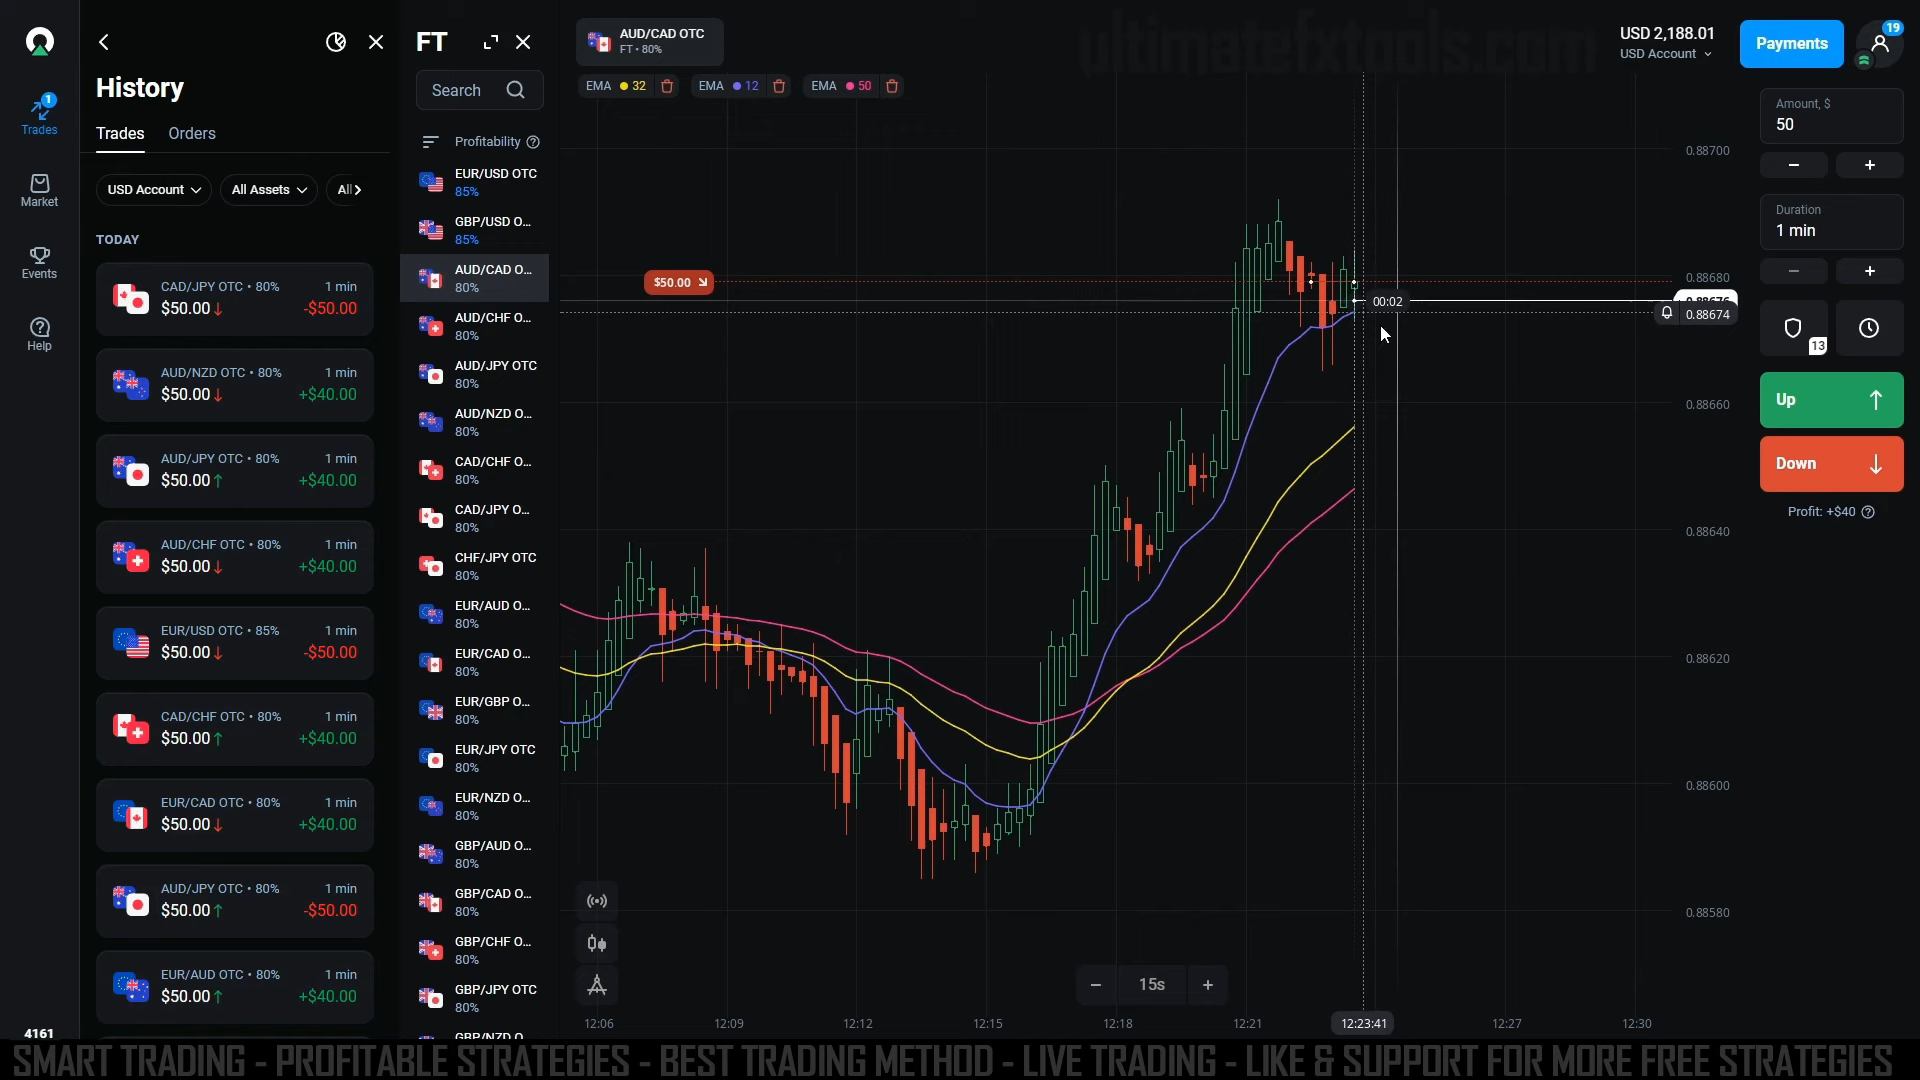 ultimatefxtools.com
1
Trades
Market
Events
Help
4161
History
Trades
Orders
USD Account
All Assets
All
TODAY
CAD/JPY OTC • 80%
1 min
$50.00↓
-$50.00
AUD/NZD OTC • 80%
1 min
$50.00↓
+$40.00
AUD/JPY OTC • 80%
1 min
$50.00↑
+$40.00
AUD/CHF OTC • 80%
1 min
$50.00↓
+$40.00
EUR/USD OTC • 85%
1 min
$50.00↓
-$50.00
CAD/CHF OTC • 80%
1 min
$50.00↑
+$40.00
EUR/CAD OTC • 80%
1 min
$50.00↓
+$40.00
AUD/JPY OTC • 80%
1 min
$50.00↑
-$50.00
EUR/AUD OTC • 80%
1 min
$50.00↑
+$40.00
FT
Search
Profitability
EUR/USD OTC
85%
GBP/USD O...
85%
AUD/CAD O...
80%
AUD/CHF O...
80%
AUD/JPY OTC
80%
AUD/NZD O...
80%
CAD/CHF O...
80%
CAD/JPY O...
80%
CHF/JPY OTC
80%
EUR/AUD O...
80%
EUR/CAD O...
80%
EUR/GBP O...
80%
EUR/JPY OTC
80%
EUR/NZD O...
80%
GBP/AUD O...
80%
GBP/CAD O...
80%
GBP/CHF O...
80%
GBP/JPY OTC
80%
GBP/NZD O...
AUD/CAD OTC
FT • 80%
EMA 32
EMA 12
EMA 50
$50.00
00:02
0.88700
0.88680
0.88674
0.88660
0.88640
0.88620
0.88600
0.88580
15s
12:06
12:09
12:12
12:15
12:18
12:21
12:23:41
12:27
12:30
USD 2,188.01
USD Account
Payments
19
Amount, $
50
Duration
1 min
13
Up
Down
Profit: +$40
SMART TRADING - PROFITABLE STRATEGIES - BEST TRADING METHOD - LIVE TRADING - LIKE & SUPPORT FOR MORE FREE STRATEGIES